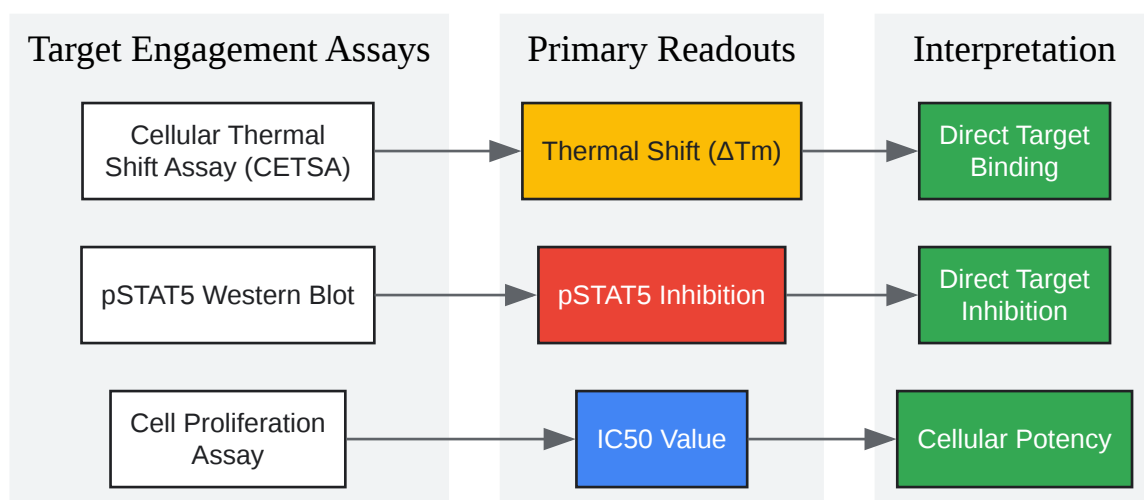 Target Engagement Assays
Primary Readouts
Interpretation
Cellular Thermal
Shift Assay (CETSA)
Thermal Shift (ΔTm)
Direct Target
Binding
pSTAT5 Western Blot
pSTAT5 Inhibition
Direct Target
Inhibition
Cell Proliferation
Assay
IC50 Value
Cellular Potency